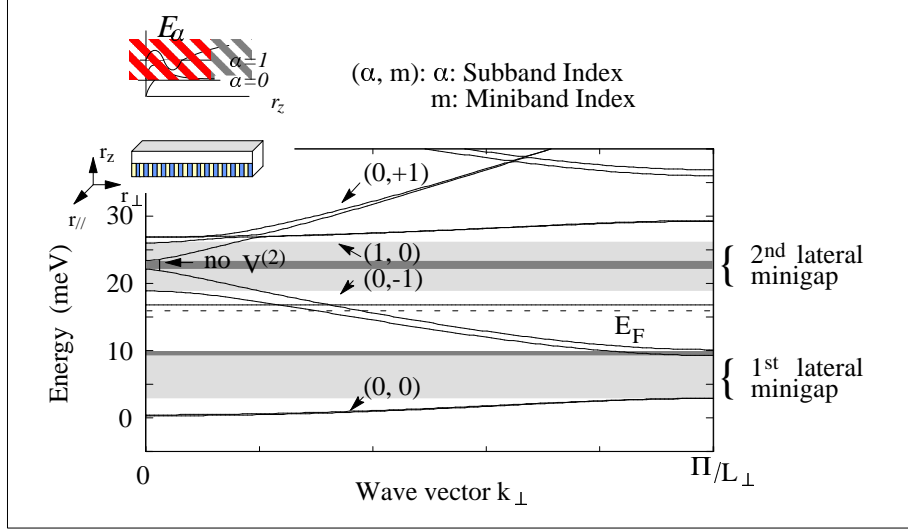 Eα
α=1
α=0
r_z
(α, m): α: Subband Index
m: Miniband Index
r_z
r_⊥
r_//
Energy (meV)
30
20
10
0
(0,+1)
(1, 0)
no V⁽²⁾
(0,-1)
E_F
(0, 0)
2nd lateral
minigap
1st lateral
minigap
0
Π/L_⊥
Wave vector k_⊥